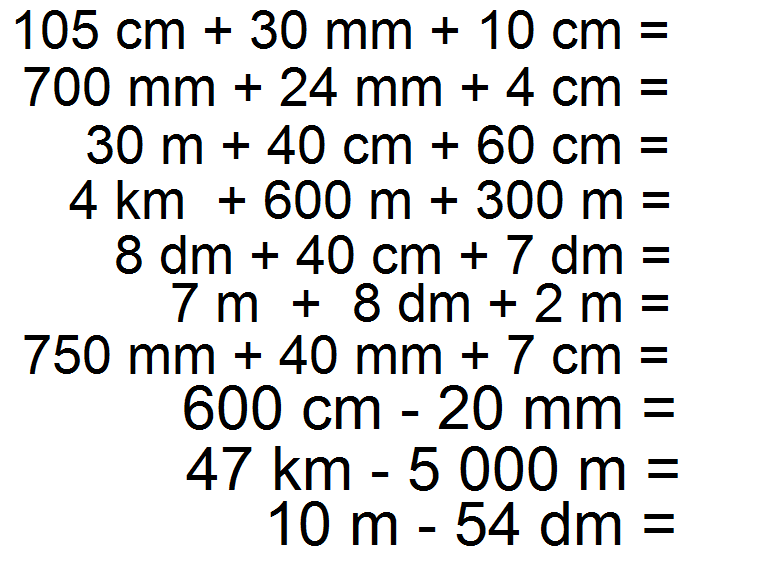 105 cm + 30 mm + 10 cm =
700 mm + 24 mm + 4 cm =
30 m + 40 cm + 60 cm =
4 km + 600 m + 300 m =
8 dm + 40 cm + 7 dm =
7 m + 8 dm + 2 m =
750 mm + 40 mm + 7 cm =
600 cm - 20 mm =
47 km - 5 000 m =
10 m - 54 dm =